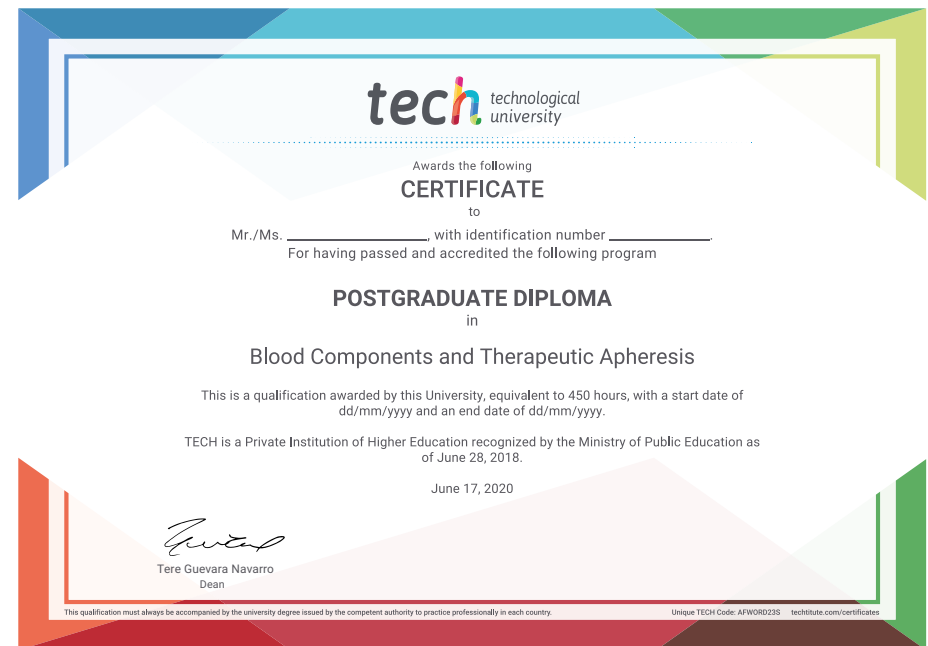 tech technological
university
Awards the following
CERTIFICATE
to
Mr./Ms. ____________________, with identification number ______________.
For having passed and accredited the following program
POSTGRADUATE DIPLOMA
in
Blood Components and Therapeutic Apheresis
This is a qualification awarded by this University, equivalent to 450 hours, with a start date of
dd/mm/yyyy and an end date of dd/mm/yyyy.
TECH is a Private Institution of Higher Education recognized by the Ministry of Public Education as
of June 28, 2018.
June 17, 2020
Tere Guevara Navarro
Dean
This qualification must always be accompanied by the university degree issued by the competent authority to practice professionally in each country.
Unique TECH Code: AFWORD23S techtitute.com/certificates